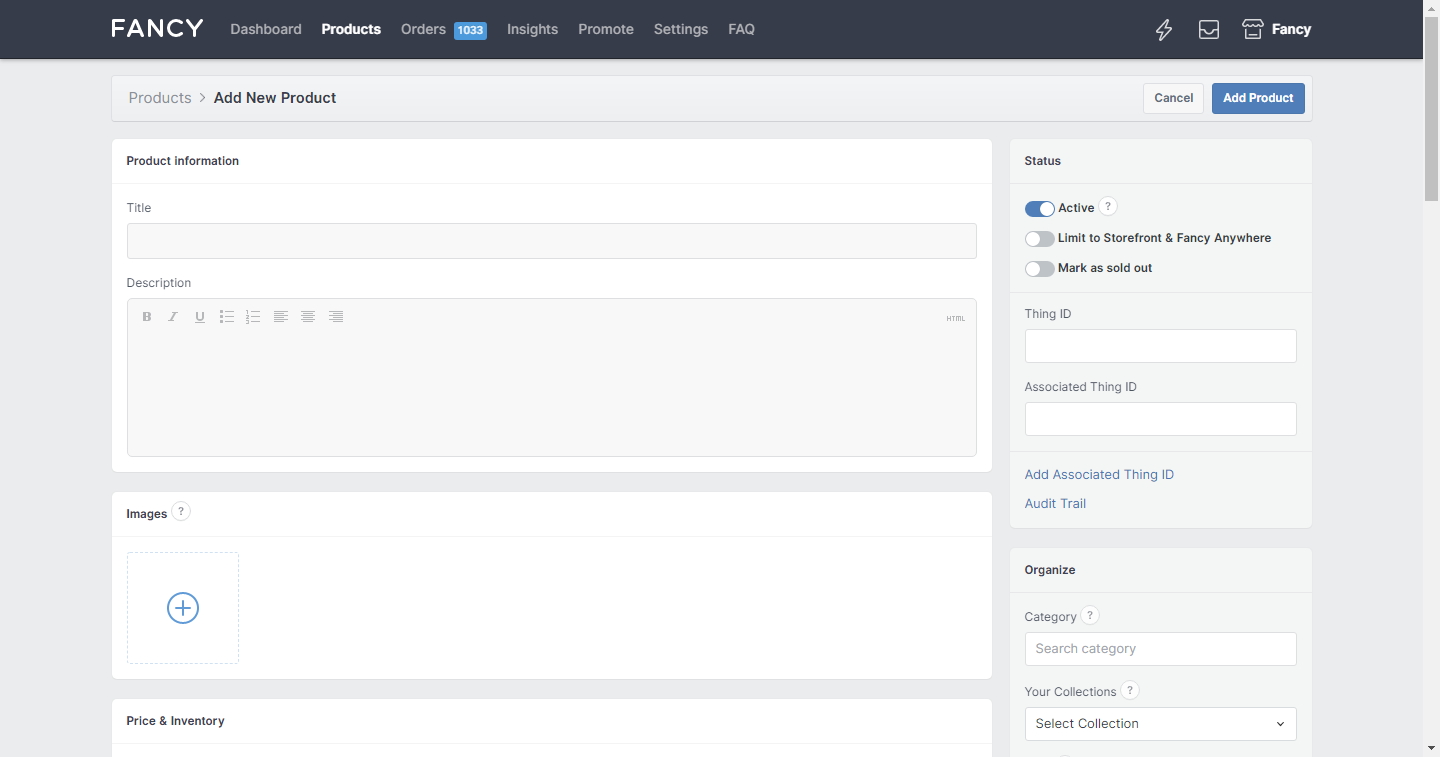 FANCY Dashboard Products Orders 1033 Insights Promote Settings FAQ Fancy
Products > Add New Product Cancel Add Product
Product information
Title
Description
B I U HTML
Images ?
Price & Inventory
Status
Active ?
Limit to Storefront & Fancy Anywhere
Mark as sold out
Thing ID
Associated Thing ID
Add Associated Thing ID
Audit Trail
Organize
Category ?
Search category
Your Collections ?
Select Collection